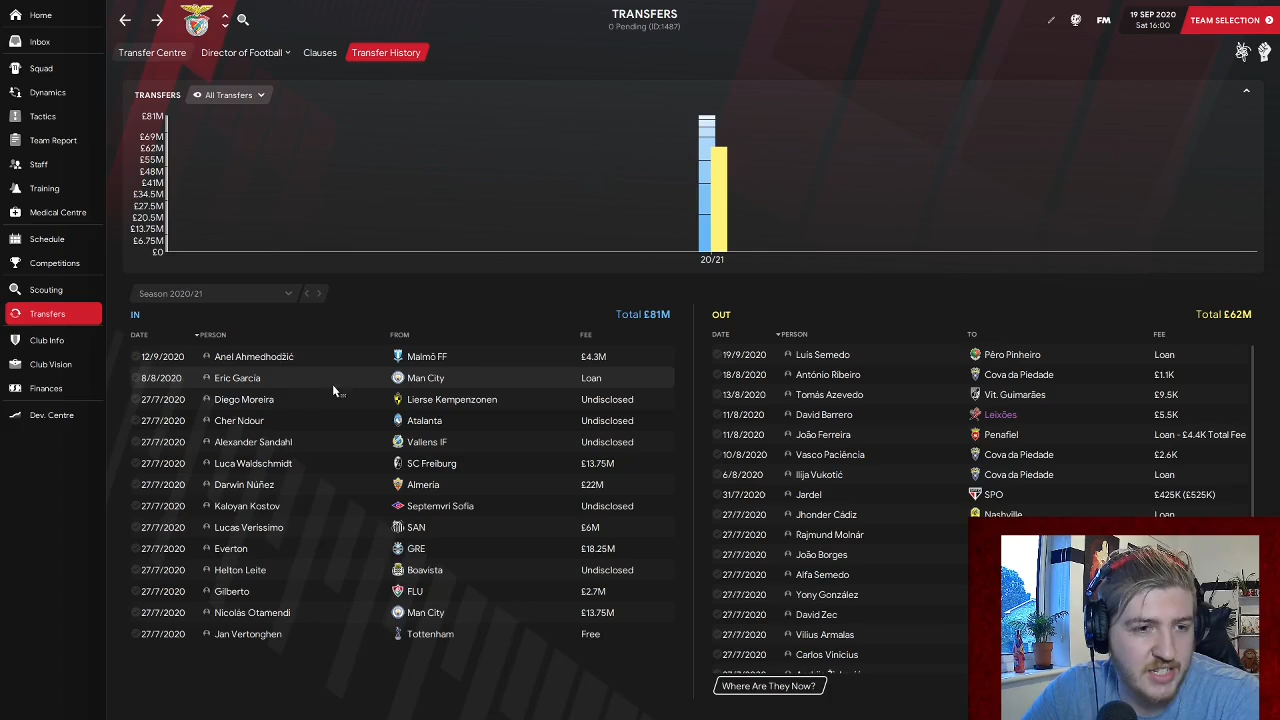 Home
Inbox
Squad
Dynamics
Tactics
Team Report
Staff
Training
Medical Centre
Schedule
Competitions
Scouting
Transfers
Club Info
Club Vision
Finances
Dev. Centre
TRANSFERS
0 Pending (ID:1487)
FM
19 SEP 2020
Sat 16:00
TEAM SELECTION
Transfer Centre
Director of Football
Clauses
Transfer History
TRANSFERS
All Transfers
£81M
£69M
£62M
£55M
£48M
£41M
£34.5M
£27.5M
£20.5M
£13.75M
£6.75M
£0
20/21
Season 2020/21
IN Total £81M
DATE PERSON FROM FEE
12/9/2020 Anel Ahmedhodžić Malmö FF £4.3M
8/8/2020 Eric García Man City Loan
27/7/2020 Diego Moreira Lierse Kempenzonen Undisclosed
27/7/2020 Cher Ndour Atalanta Undisclosed
27/7/2020 Alexander Sandahl Vallens IF Undisclosed
27/7/2020 Luca Waldschmidt SC Freiburg £13.75M
27/7/2020 Darwin Núñez Almeria £22M
27/7/2020 Kaloyan Kostov Septemvri Sofia Undisclosed
27/7/2020 Lucas Veríssimo SAN £6M
27/7/2020 Everton GRE £18.25M
27/7/2020 Helton Leite Boavista Undisclosed
27/7/2020 Gilberto FLU £2.7M
27/7/2020 Nicolás Otamendi Man City £13.75M
27/7/2020 Jan Vertonghen Tottenham Free
OUT Total £62M
DATE PERSON TO FEE
19/9/2020 Luís Semedo Pêro Pinheiro Loan
18/8/2020 António Ribeiro Cova da Piedade £1.1K
13/8/2020 Tomás Azevedo Vit. Guimarães £9.5K
11/8/2020 David Barrero Leixões £5.5K
11/8/2020 João Ferreira Penafiel Loan - £4.4K Total Fee
10/8/2020 Vasco Paciência Cova da Piedade £2.6K
6/8/2020 Ilija Vukotić Cova da Piedade Loan
31/7/2020 Jardel SPO £425K (£525K)
27/7/2020 Jhonder Cádiz Nashville Loan
27/7/2020 Rajmund Molnár
27/7/2020 João Borges
27/7/2020 Alfa Semedo
27/7/2020 Yony González
27/7/2020 David Zec
27/7/2020 Vilius Armalas
27/7/2020 Carlos Vinícius
Where Are They Now?